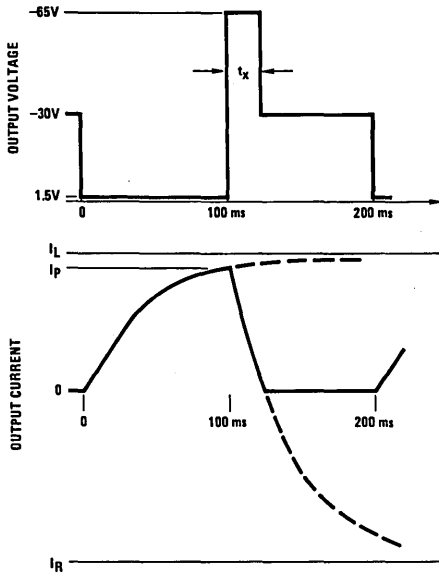 OUTPUT VOLTAGE
–65V
tX
–30V
1.5V
0
100 ms
200 ms
OUTPUT CURRENT
IL
IP
0
0
100 ms
200 ms
IR